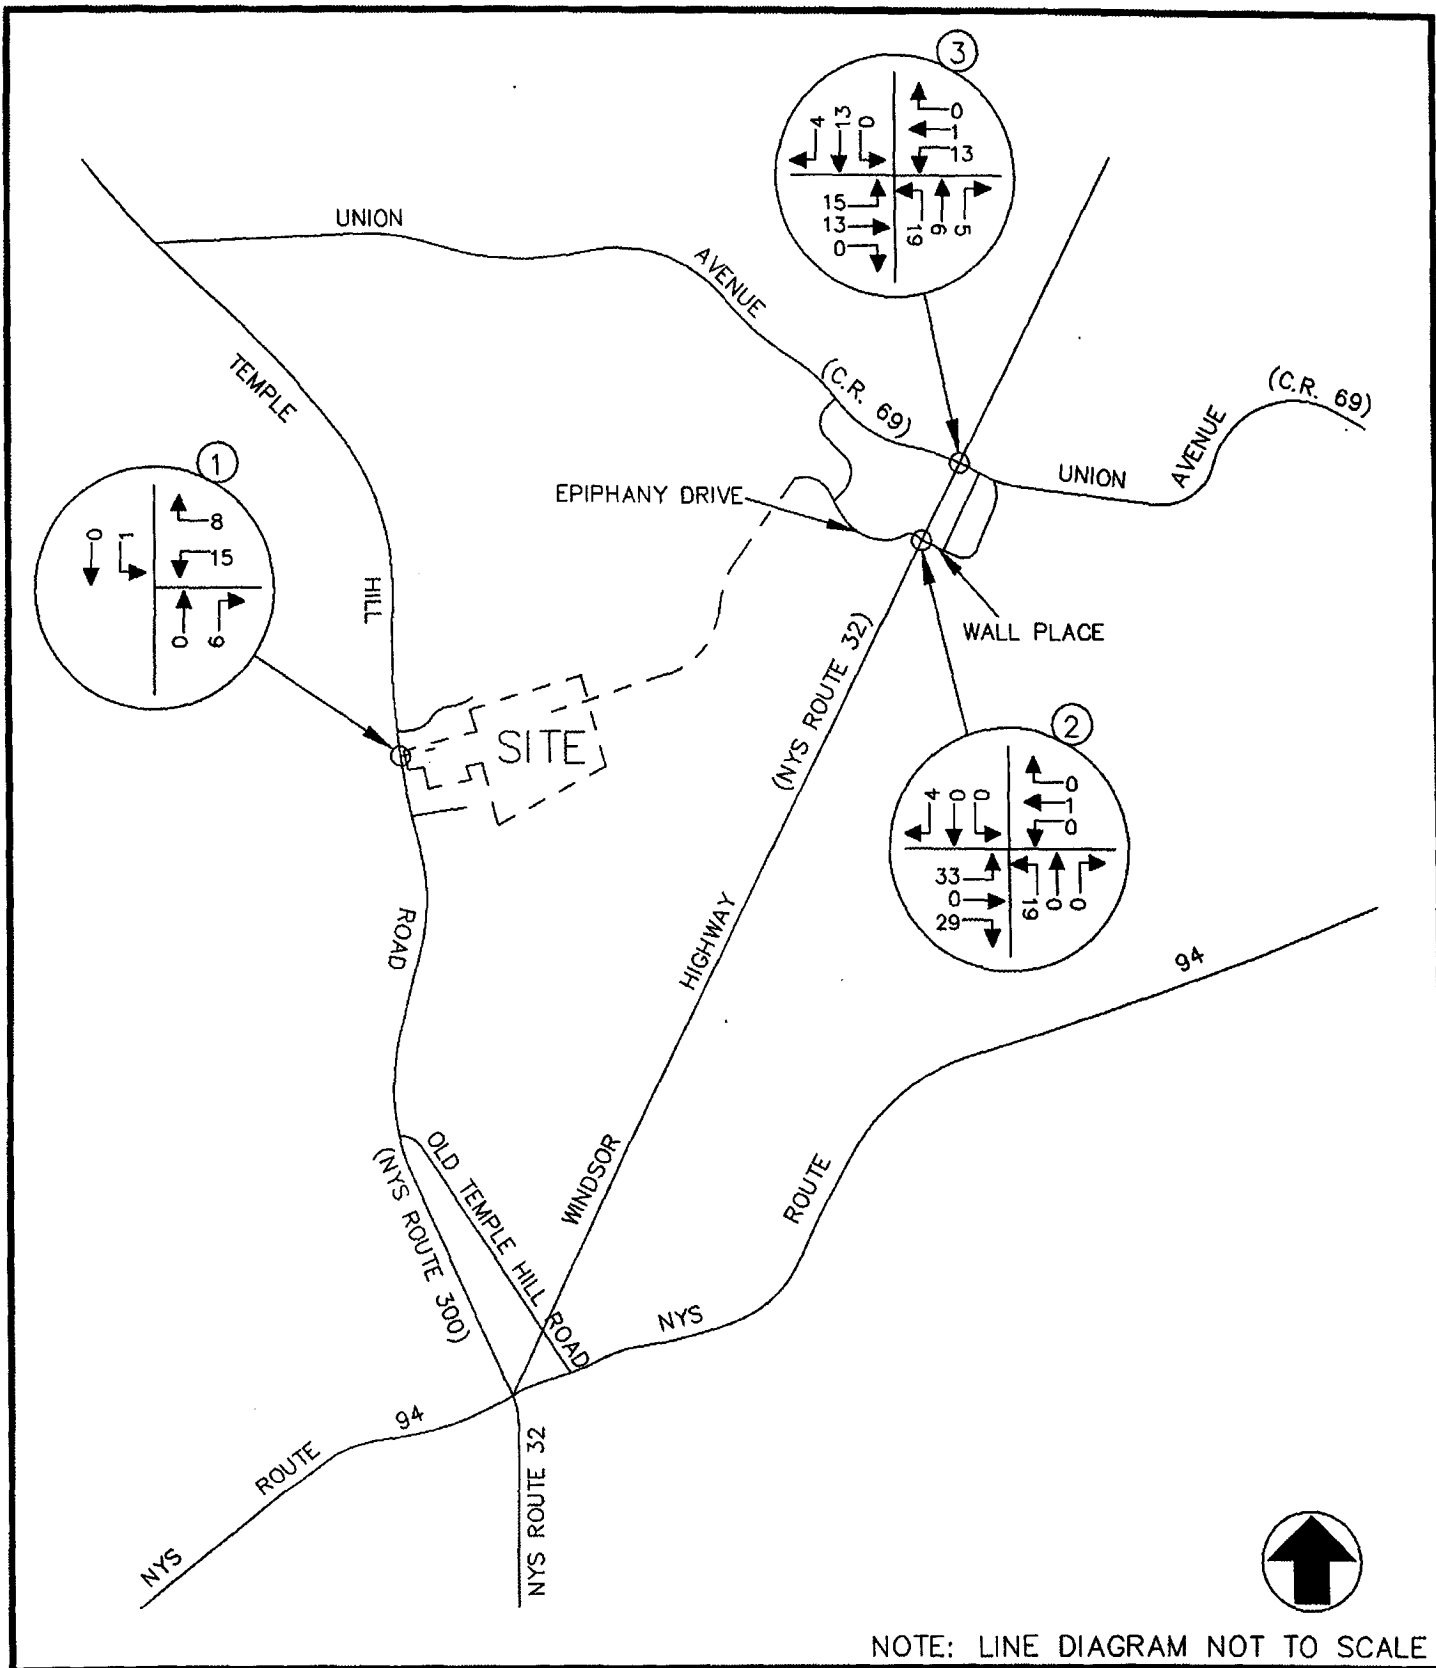 3
4 13 0
0
1
13
15
13
0
19 6 5
UNION
AVENUE
(C.R. 69)
(C.R. 69)
UNION
AVENUE
TEMPLE
HILL
ROAD
(NYS ROUTE 300)
1
0 1
8
15
0 6
EPIPHANY DRIVE
WALL PLACE
SITE
(NYS ROUTE 32)
HIGHWAY
WINDSOR
2
4 0 0
0
1
0
33
0
29
19 0 0
94
ROUTE
NYS
OLD TEMPLE HILL ROAD
94
ROUTE
NYS
NYS ROUTE 32
NOTE: LINE DIAGRAM NOT TO SCALE